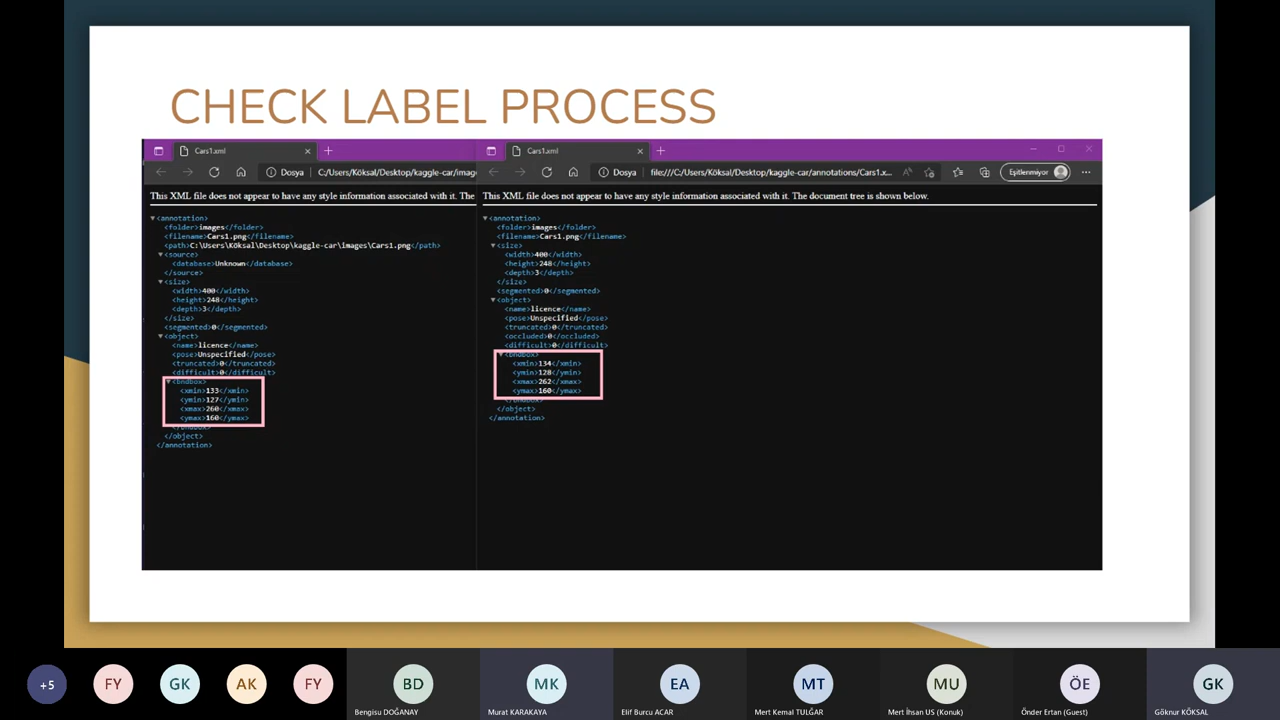 CHECK LABEL PROCESS
Cars1.xml
Dosya C:/Users/Köksal/Desktop/kaggle-car/imag
This XML file does not appear to have any style information associated with it. The
▼<annotation>
<folder>images</folder>
<filename>Cars1.png</filename>
<path>C:\Users\Köksal\Desktop\kaggle-car\images\Cars1.png</path>
▼<source>
<database>Unknown</database>
</source>
▼<size>
<width>400</width>
<height>248</height>
<depth>3</depth>
</size>
<segmented>0</segmented>
▼<object>
<name>licence</name>
<pose>Unspecified</pose>
<truncated>0</truncated>
<difficult>0</difficult>
▼<bndbox>
<xmin>133</xmin>
<ymin>127</ymin>
<xmax>260</xmax>
<ymax>160</ymax>
</bndbox>
</object>
</annotation>
Cars1.xml
Dosya file:///C:/Users/Köksal/Desktop/kaggle-car/annotations/Cars1.x... Eşitlenmiyor
This XML file does not appear to have any style information associated with it. The document tree is shown below.
▼<annotation>
<folder>images</folder>
<filename>Cars1.png</filename>
▼<size>
<width>400</width>
<height>248</height>
<depth>3</depth>
</size>
<segmented>0</segmented>
▼<object>
<name>licence</name>
<pose>Unspecified</pose>
<truncated>0</truncated>
<occluded>0</occluded>
<difficult>0</difficult>
▼<bndbox>
<xmin>134</xmin>
<ymin>128</ymin>
<xmax>262</xmax>
<ymax>160</ymax>
</bndbox>
</object>
</annotation>
+5 FY GK AK FY BD MK EA MT MU ÖE GK
Bengisu DOĞANAY Murat KARAKAYA Elif Burcu ACAR Mert Kemal TULĞAR Mert İhsan US (Konuk) Önder Ertan (Guest) Göknur KÖKSAL